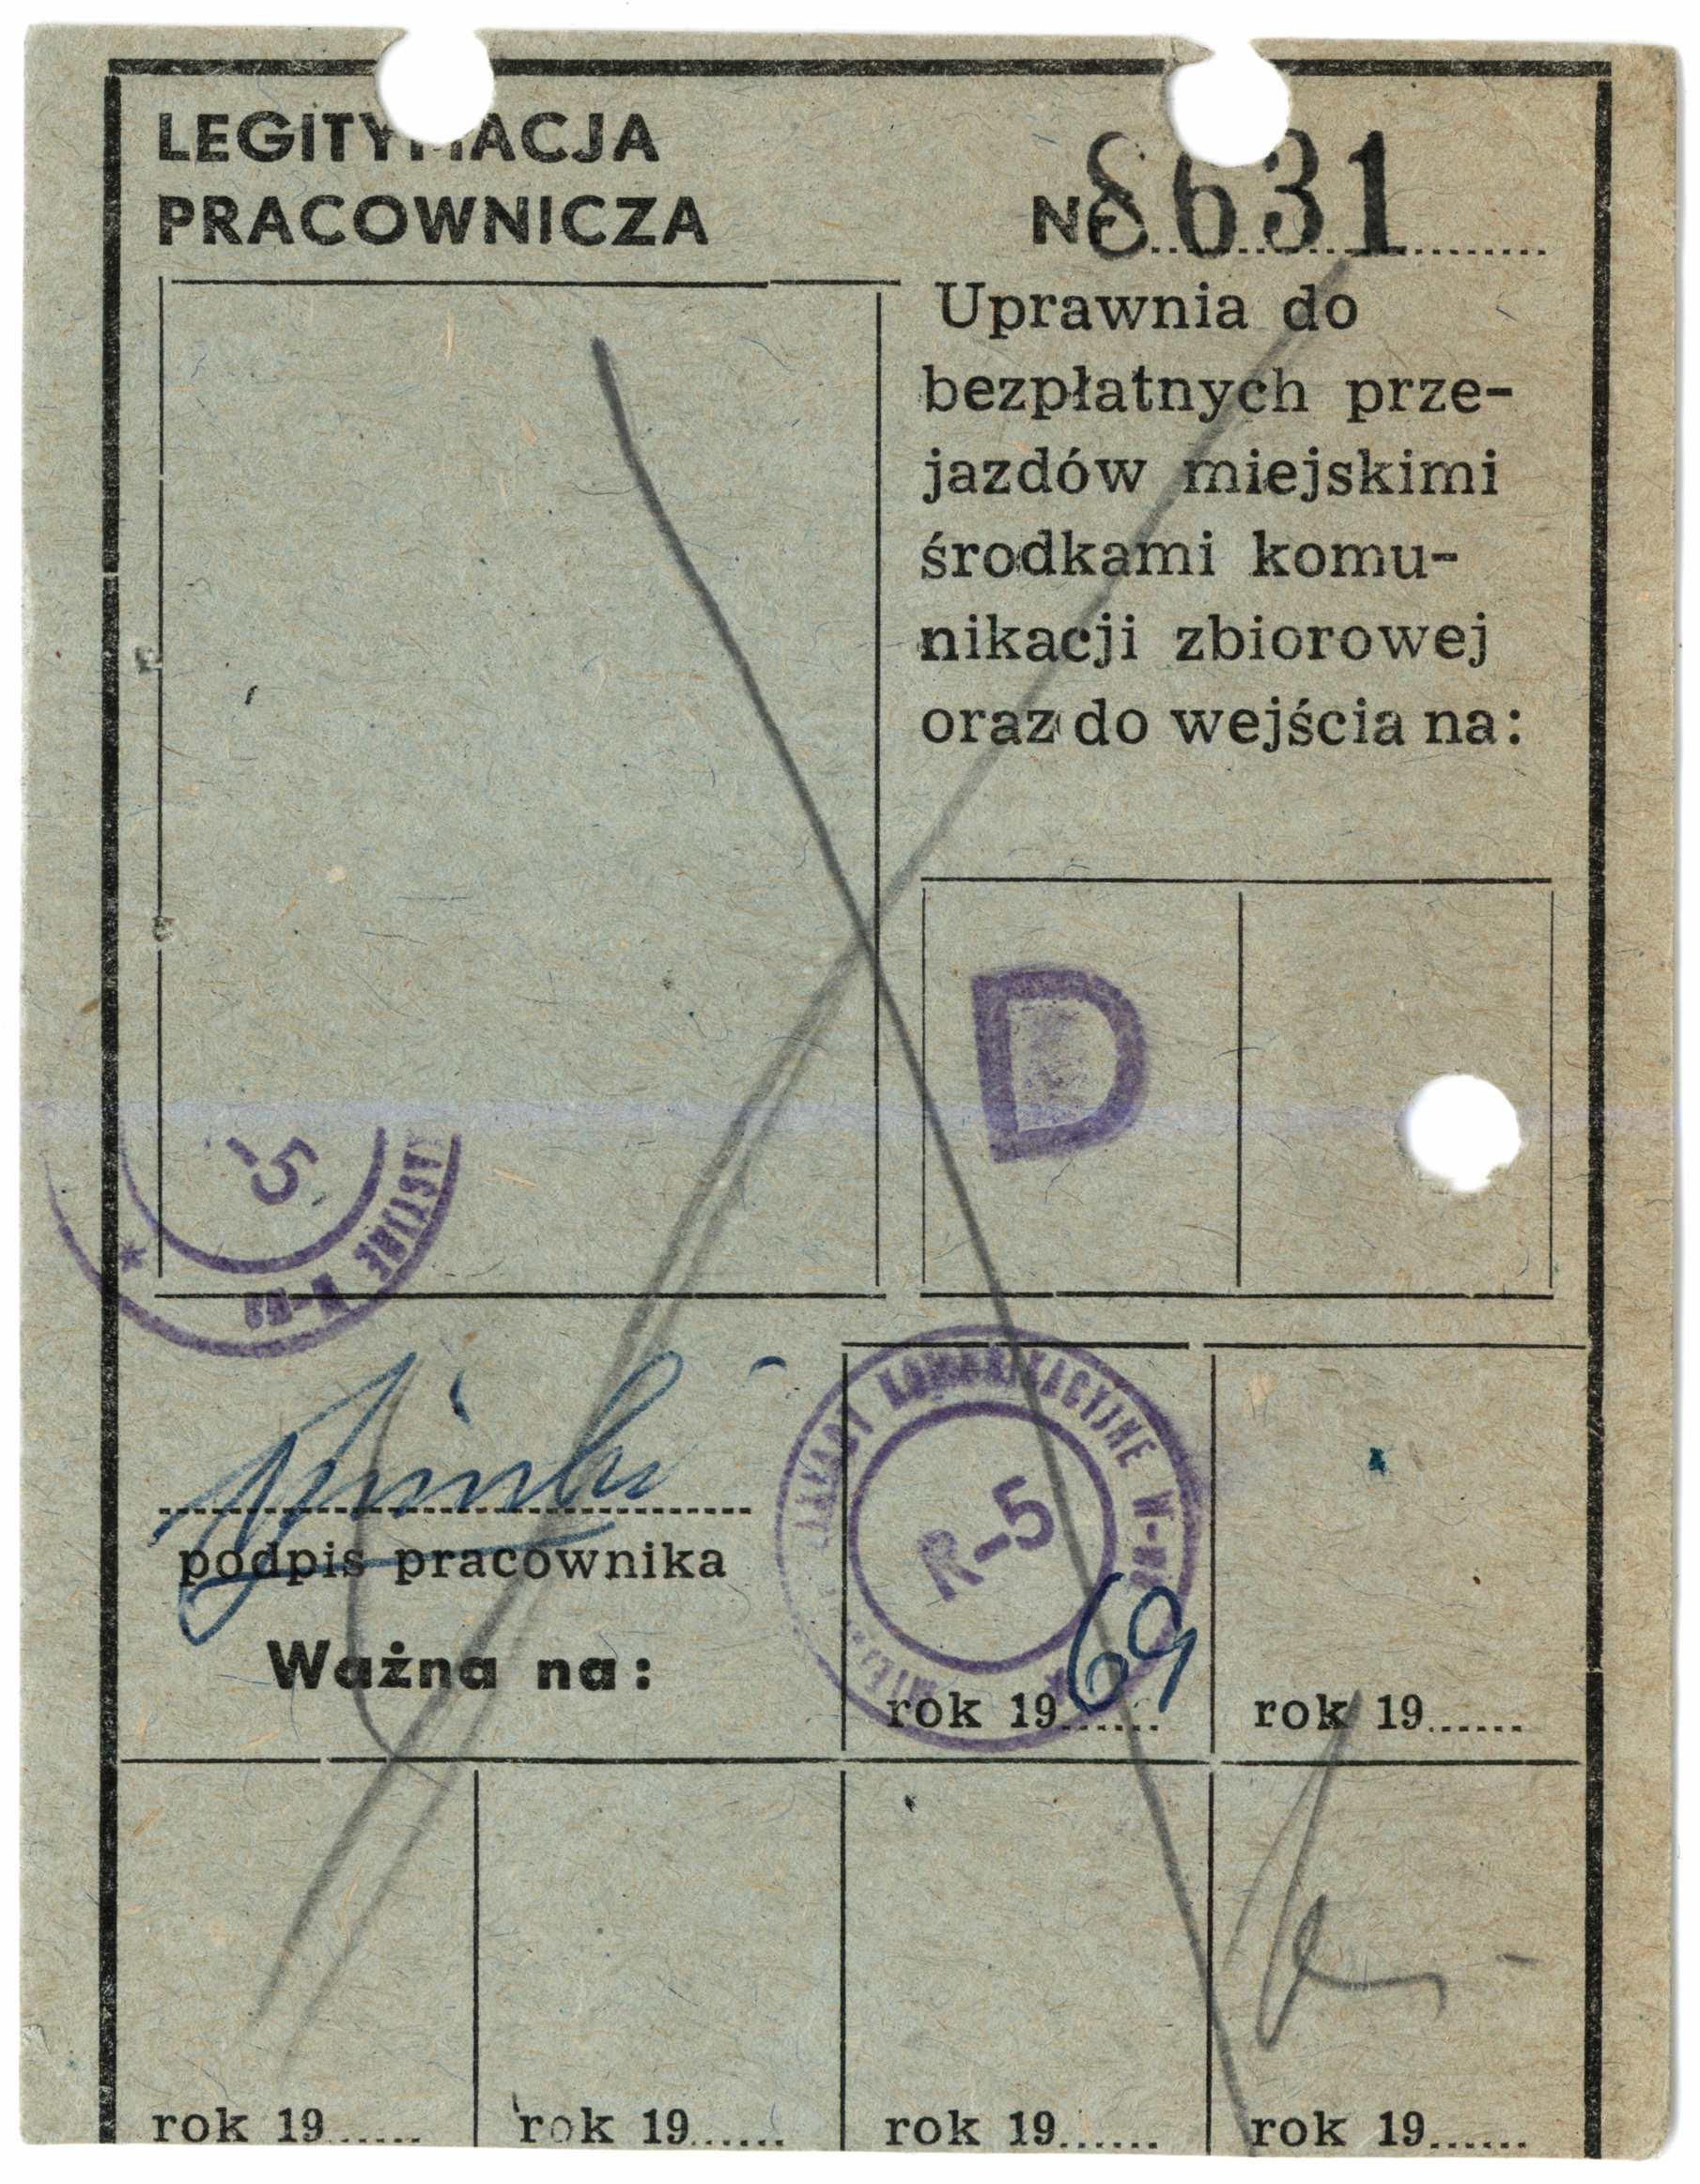 LEGITYMACJA
PRACOWNICZA
Nr 8631
Uprawnia do
bezpłatnych prze-
jazdów miejskimi
środkami komu-
nikacji zbiorowej
oraz do wejścia na:
D
-5
podpis pracownika
Ważna na:
KOMUNIKACYJNE W-
R-5
rok 1969
rok 19......
rok 19......
rok 19......
rok 19......
rok 19......